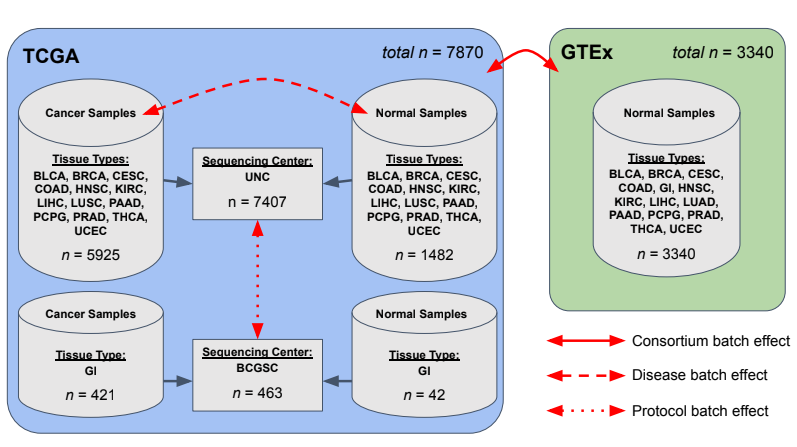 TCGA
total n = 7870
GTEx
total n = 3340
Cancer Samples
Tissue Types:
BLCA, BRCA, CESC,
COAD, HNSC, KIRC,
LIHC, LUSC, PAAD,
PCPG, PRAD, THCA,
UCEC
n = 5925
Sequencing Center:
UNC
n = 7407
Normal Samples
Tissue Types:
BLCA, BRCA, CESC,
COAD, HNSC, KIRC,
LIHC, LUSC, PAAD,
PCPG, PRAD, THCA,
UCEC
n = 1482
Normal Samples
Tissue Types:
BLCA, BRCA, CESC,
COAD, GI, HNSC,
KIRC, LIHC, LUAD,
PAAD, PCPG, PRAD,
THCA, UCEC
n = 3340
Cancer Samples
Tissue Type:
GI
n = 421
Sequencing Center:
BCGSC
n = 463
Normal Samples
Tissue Type:
GI
n = 42
Consortium batch effect
Disease batch effect
Protocol batch effect